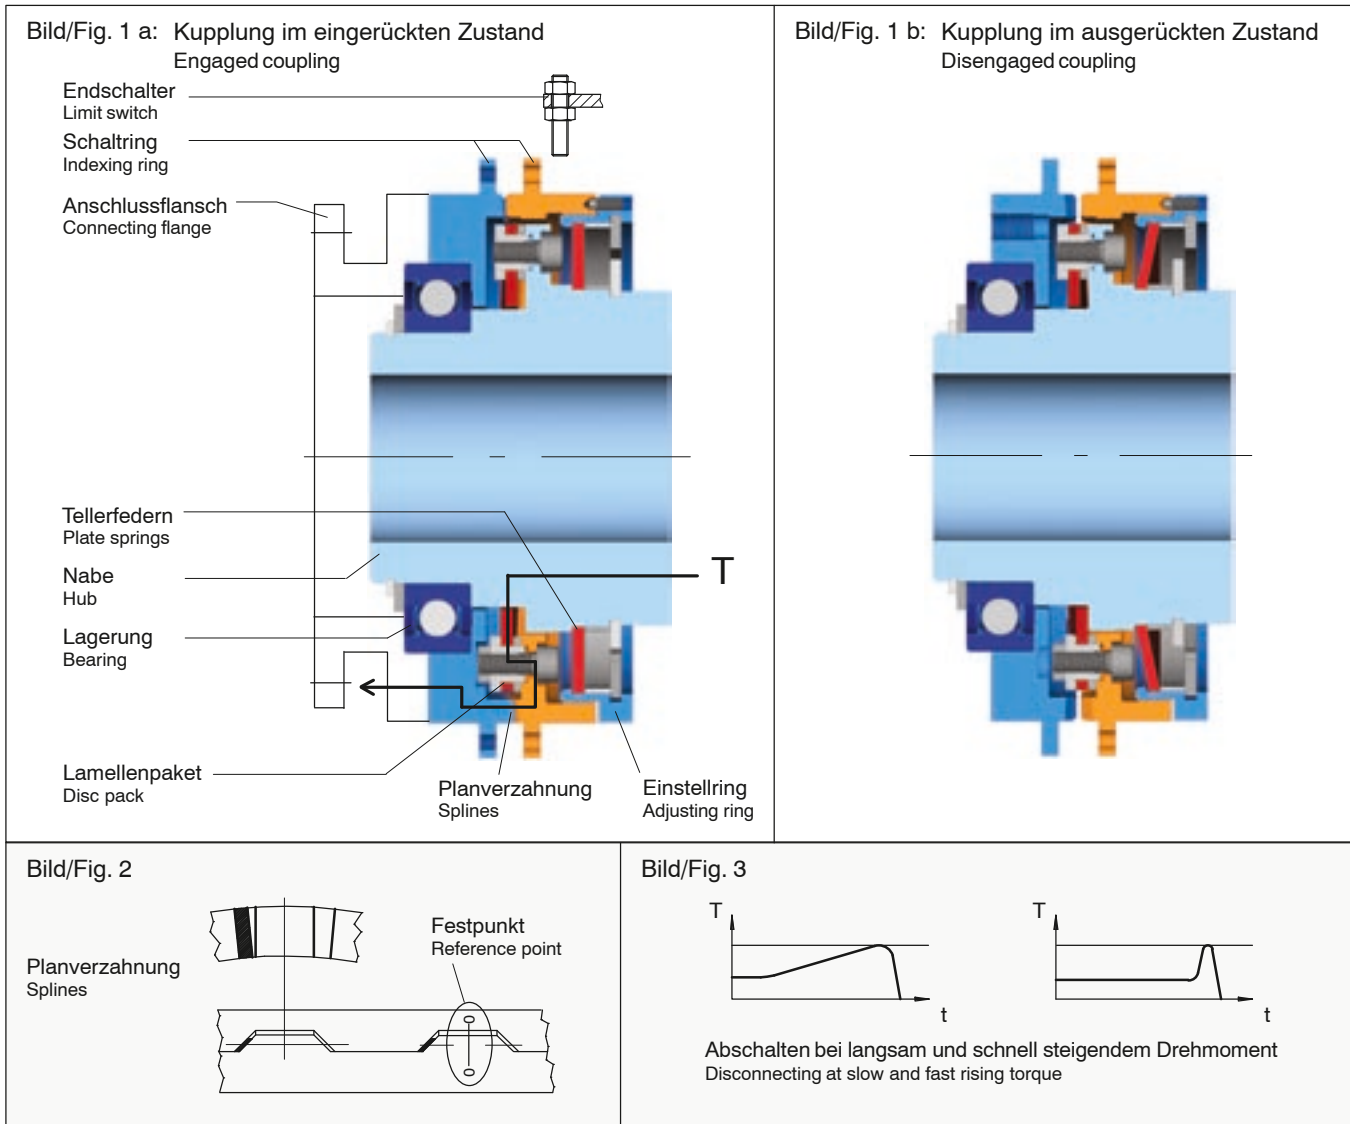 Bild/Fig. 1 a: Kupplung im eingerückten Zustand
Engaged coupling
Endschalter
Limit switch
Schaltring
Indexing ring
Anschlussflansch
Connecting flange
Tellerfedern
Plate springs
Nabe
Hub
T
Lagerung
Bearing
Lamellenpaket
Disc pack
Planverzahnung
Splines
Einstellring
Adjusting ring
Bild/Fig. 1 b: Kupplung im ausgerückten Zustand
Disengaged coupling
Bild/Fig. 2
Festpunkt
Reference point
Planverzahnung
Splines
Bild/Fig. 3
T
t
T
t
Abschalten bei langsam und schnell steigendem Drehmoment
Disconnecting at slow and fast rising torque